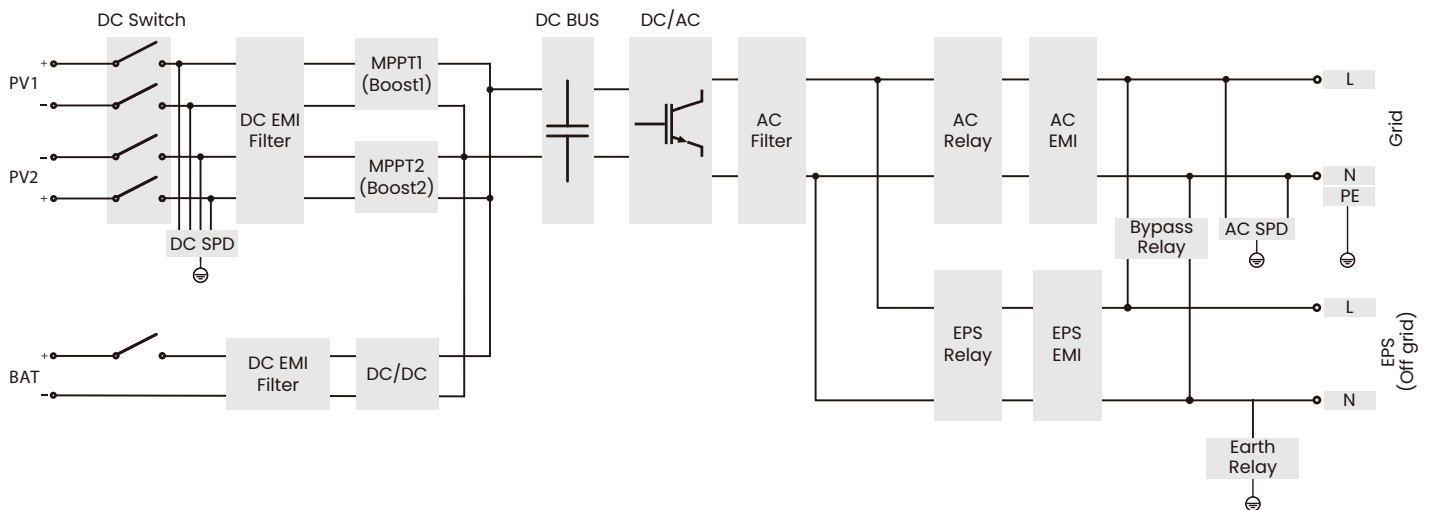 DC Switch
DC BUS
DC/AC
PV1
+
−
PV2
−
+
DC EMI
Filter
MPPT1
(Boost1)
MPPT2
(Boost2)
DC SPD
AC
Filter
AC
Relay
AC
EMI
L
N
PE
Grid
Bypass
Relay
AC SPD
BAT
+
−
DC EMI
Filter
DC/DC
EPS
Relay
EPS
EMI
L
N
EPS
(Off grid)
Earth
Relay